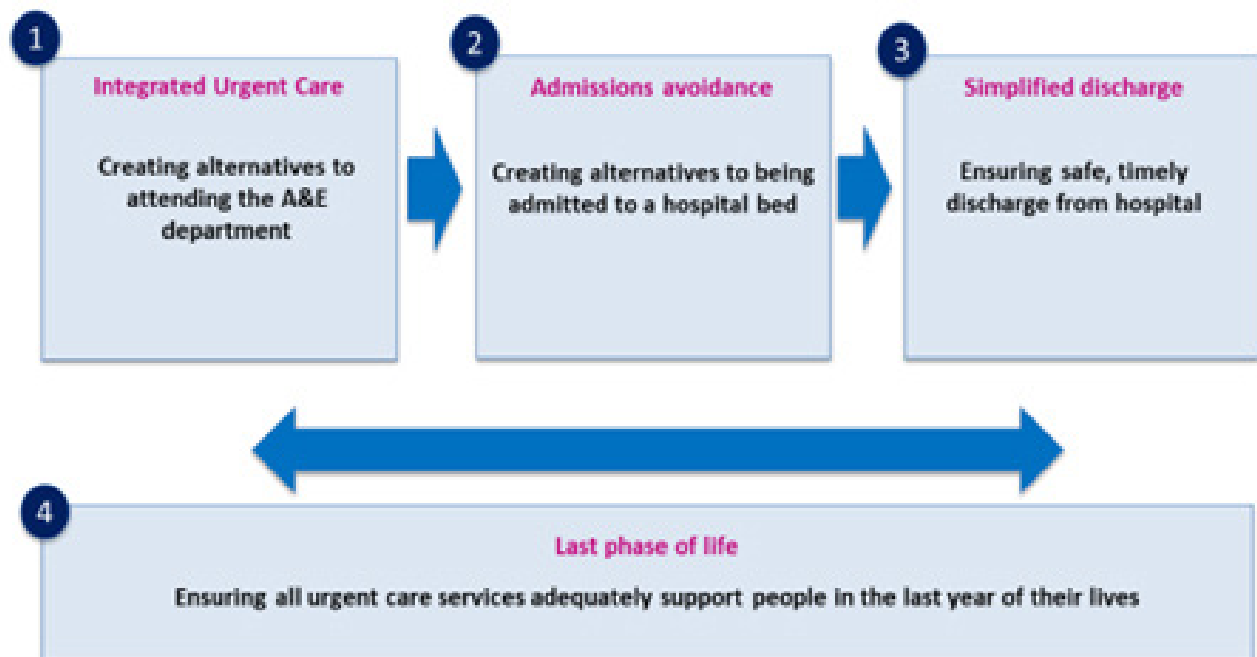 1
Integrated Urgent Care
Creating alternatives to
attending the A&E
department
2
Admissions avoidance
Creating alternatives to being
admitted to a hospital bed
3
Simplified discharge
Ensuring safe, timely
discharge from hospital
4
Last phase of life
Ensuring all urgent care services adequately support people in the last year of their lives